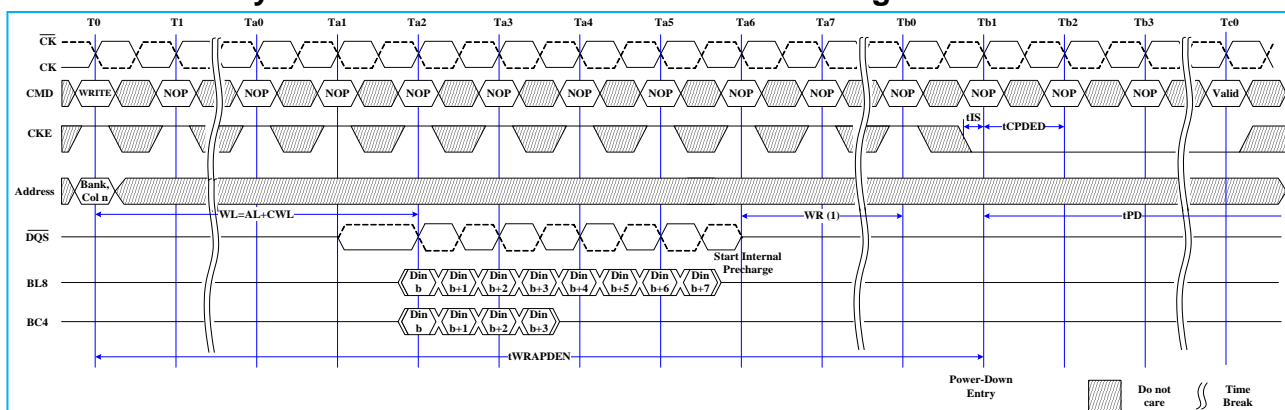 T0 T1 Ta0 Ta1 Ta2 Ta3 Ta4 Ta5 Ta6 Ta7 Tb0 Tb1 Tb2 Tb3 Tc0
CK
CK
CMD WRITE NOP NOP NOP NOP NOP NOP NOP NOP NOP NOP NOP NOP NOP Valid
tIS tCPDED
CKE
Address Bank, Col n
WL=AL+CWL WR (1) tPD
DQS
Start Internal
Precharge
BL8 Din b Din b+1 Din b+2 Din b+3 Din b+4 Din b+5 Din b+6 Din b+7
BC4 Din b Din b+1 Din b+2 Din b+3
tWRAPDEN
Power-Down
Entry
Do not
care
Time
Break